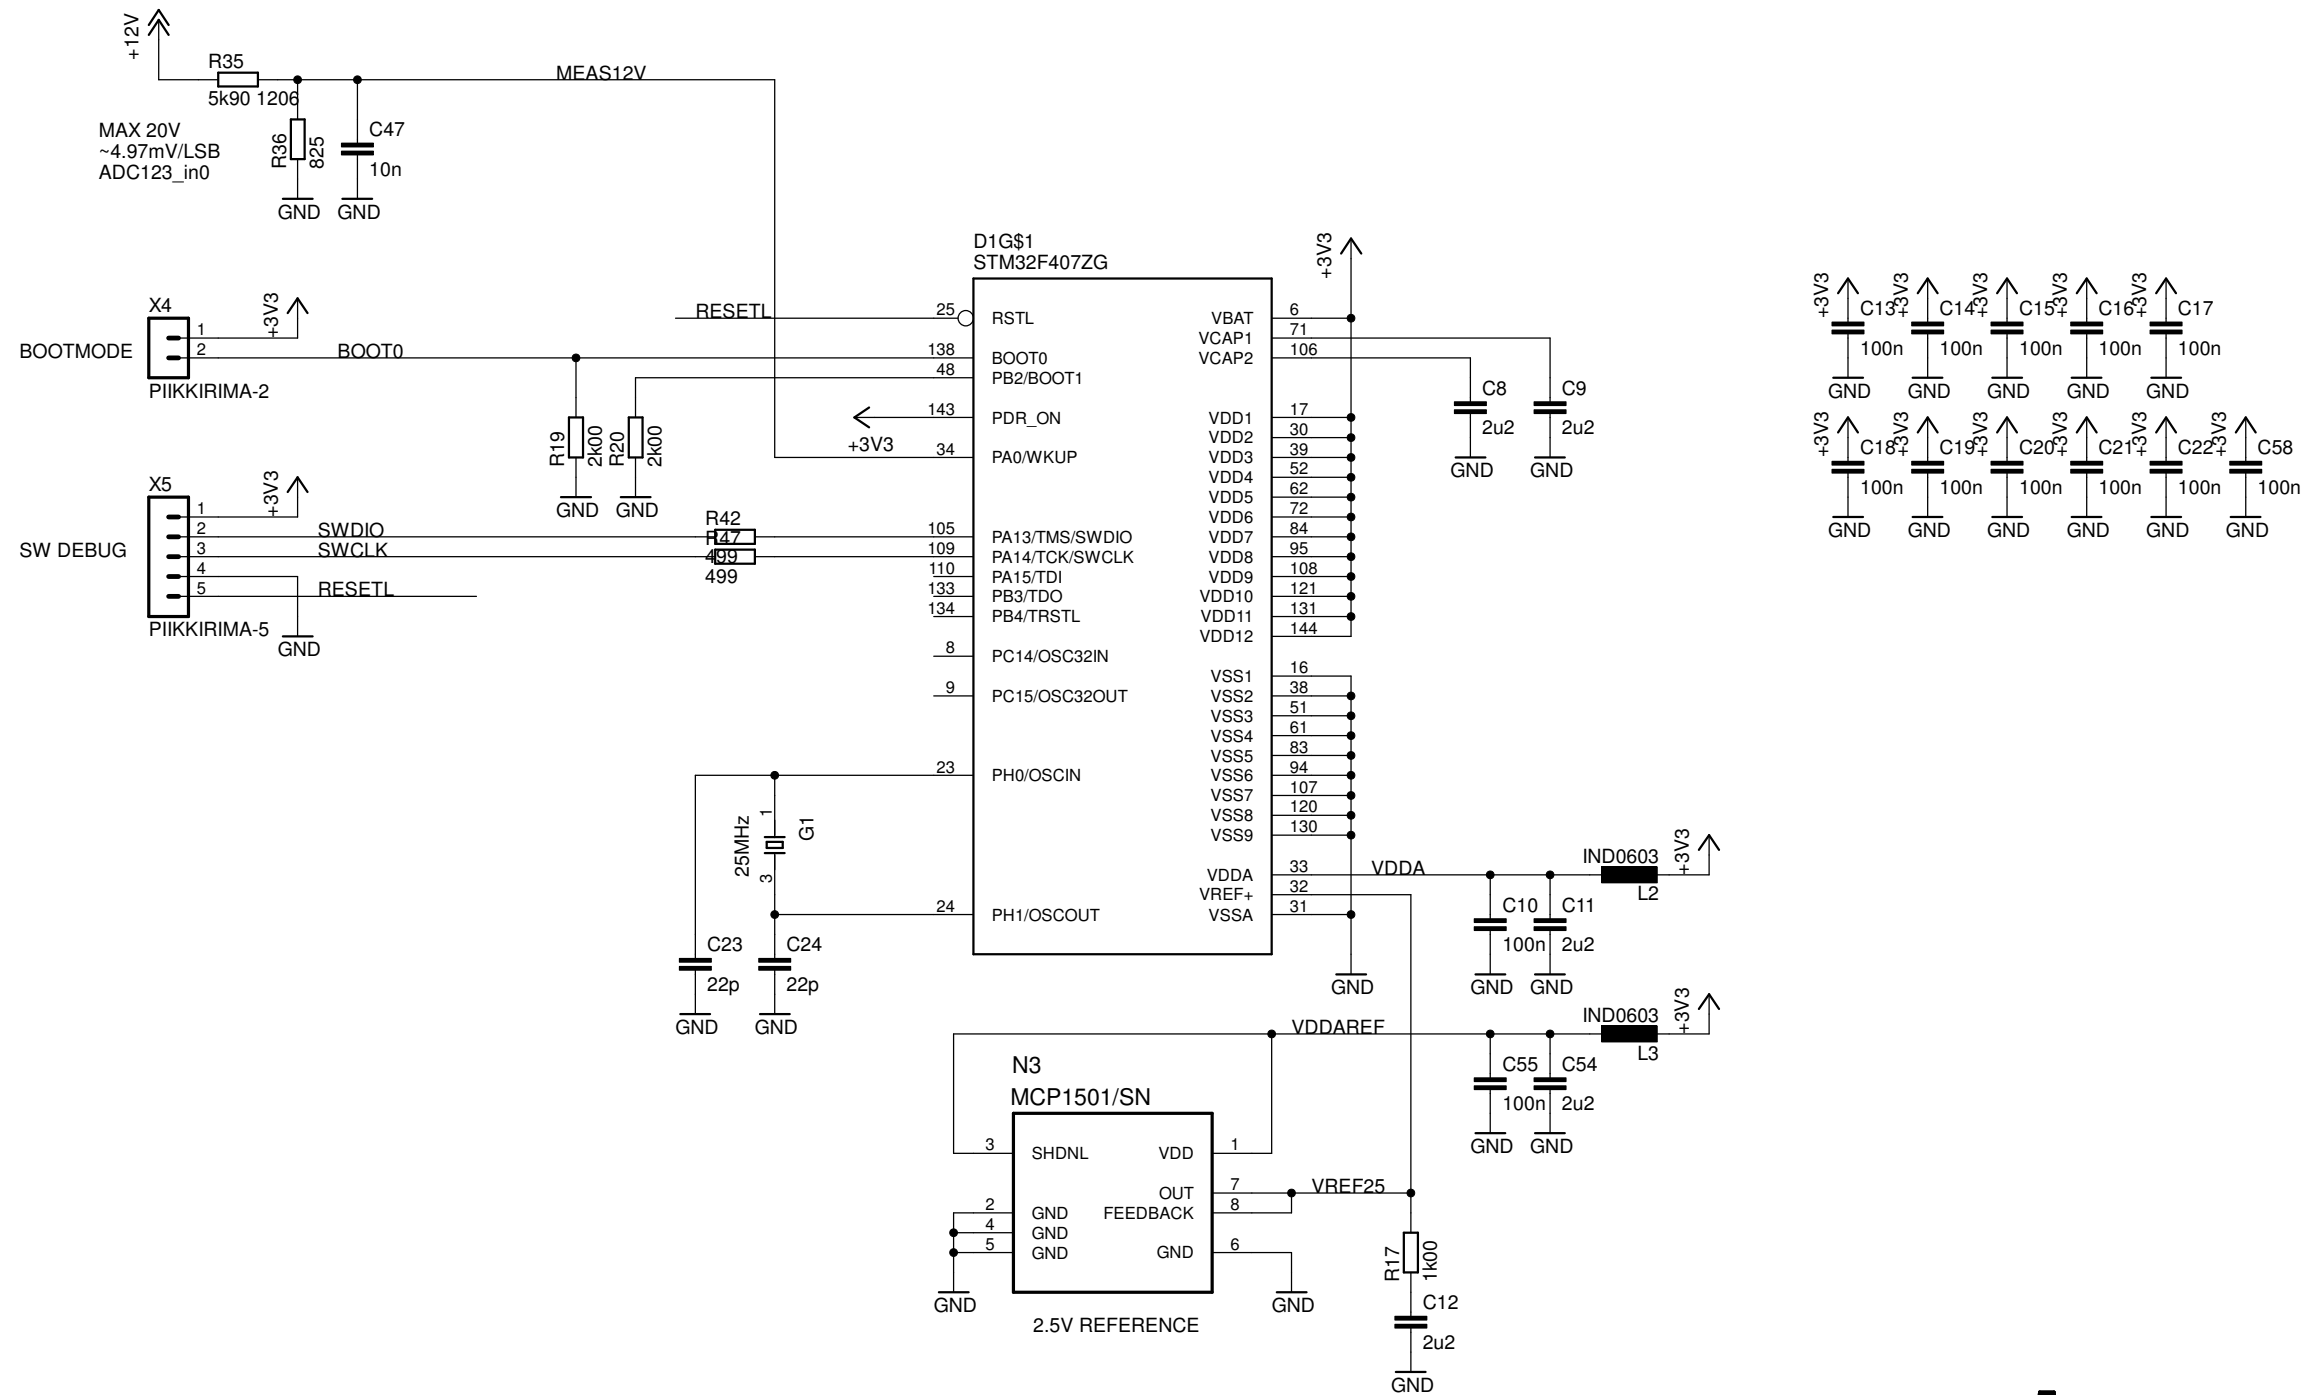 +12V
R35
5k90 1206
MEAS12V
MAX 20V
~4.97mV/LSB
ADC123_in0
R36
825
C47
10n
GND
GND
X4
BOOTMODE
1
2
+3V3
BOOT0
PIIKKIRIMA-2
R19
2k00
R20
2k00
GND
GND
X5
SW DEBUG
1
2
3
4
5
+3V3
SWDIO
SWCLK
RESETL
PIIKKIRIMA-5
GND
R42
R47
499
499
RESETL
+3V3
D1G$1
STM32F407ZG
25
RSTL
138
BOOT0
48
PB2/BOOT1
143
PDR_ON
34
PA0/WKUP
105
PA13/TMS/SWDIO
109
PA14/TCK/SWCLK
110
PA15/TDI
133
PB3/TDO
134
PB4/TRSTL
8
PC14/OSC32IN
9
PC15/OSC32OUT
23
PH0/OSCIN
24
PH1/OSCOUT
+3V3
VBAT
6
VCAP1
71
VCAP2
106
VDD1
17
VDD2
30
VDD3
39
VDD4
52
VDD5
62
VDD6
72
VDD7
84
VDD8
95
VDD9
108
VDD10
121
VDD11
131
VDD12
144
VSS1
16
VSS2
38
VSS3
51
VSS4
61
VSS5
83
VSS6
94
VSS7
107
VSS8
120
VSS9
130
VDDA
33
VREF+
32
VSSA
31
GND
C8
2u2
GND
C9
2u2
GND
+3V3
C13
100n
GND
+3V3
C14
100n
GND
+3V3
C15
100n
GND
+3V3
C16
100n
GND
+3V3
C17
100n
GND
+3V3
C18
100n
GND
+3V3
C19
100n
GND
+3V3
C20
100n
GND
+3V3
C21
100n
GND
+3V3
C22
100n
GND
+3V3
C58
100n
GND
25MHz
1
3
G1
C23
22p
GND
C24
22p
GND
VDDA
IND0603
L2
+3V3
C10
100n
GND
C11
2u2
GND
VDDAREF
IND0603
L3
+3V3
C55
100n
GND
C54
2u2
GND
N3
MCP1501/SN
3
SHDNL
VDD
1
OUT
7
2
GND
FEEDBACK
8
4
GND
5
GND
GND
6
GND
GND
VREF25
2.5V REFERENCE
R17
1k00
C12
2u2
GND